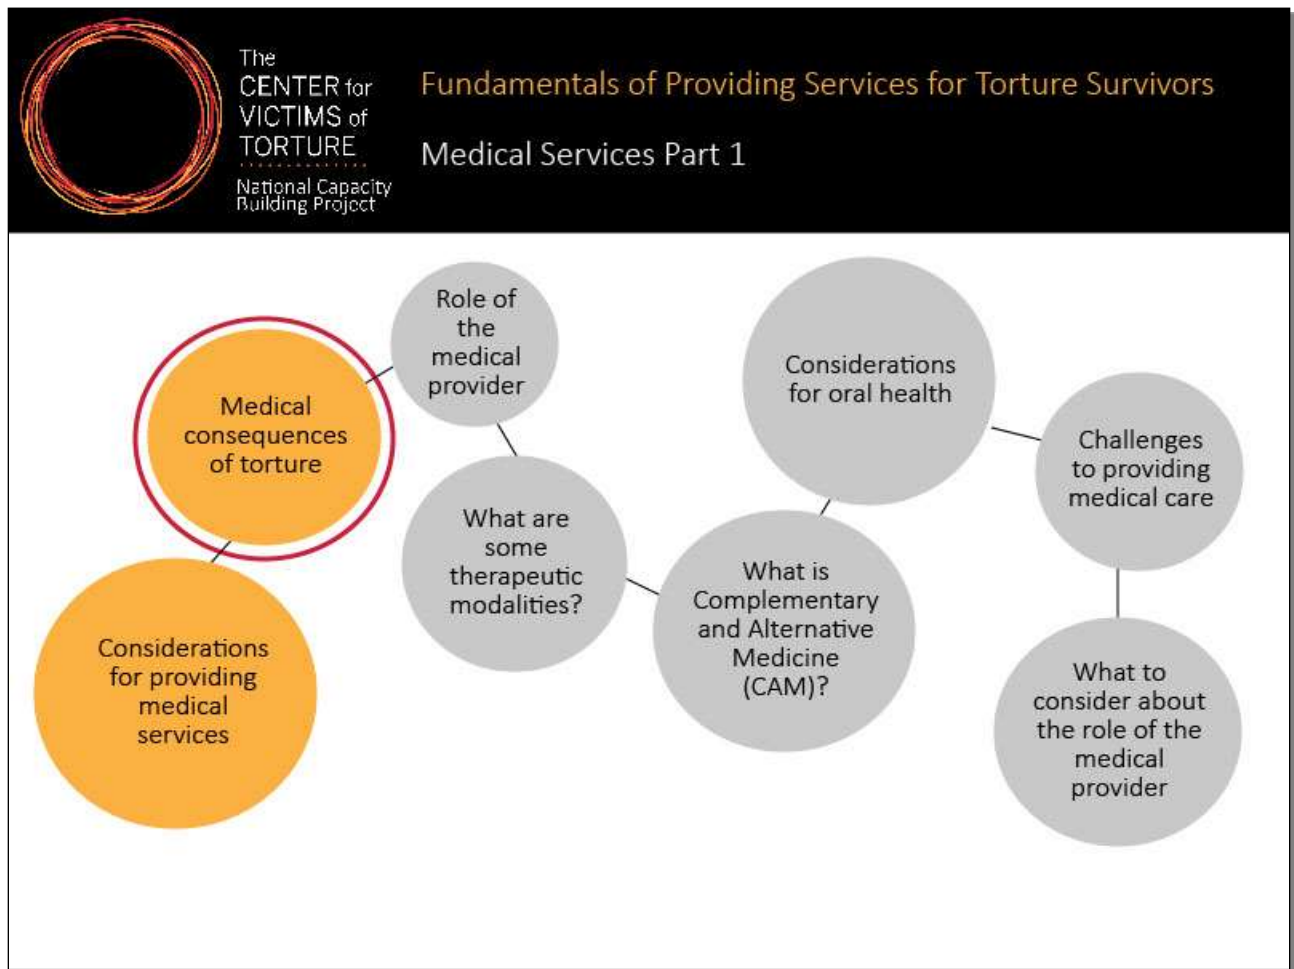 The
CENTER for
VICTIMS of
TORTURE
National Capacity
Building Project
Fundamentals of Providing Services for Torture Survivors
Medical Services Part 1
Considerations
for providing
medical
services
Medical
consequences
of torture
Role of
the
medical
provider
What are
some
therapeutic
modalities?
What is
Complementary
and Alternative
Medicine
(CAM)?
Considerations
for oral health
Challenges
to providing
medical care
What to
consider about
the role of the
medical
provider